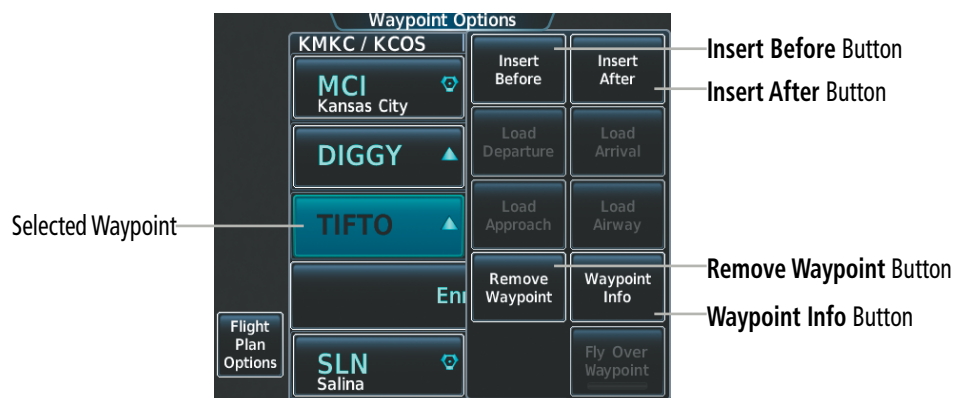 Waypoint Options
KMKC / KCOS
MCI
Kansas City
DIGGY
TIFTO
Enr
SLN
Salina
Flight
Plan
Options
Insert
Before
Insert
After
Load
Departure
Load
Arrival
Load
Approach
Load
Airway
Remove
Waypoint
Waypoint
Info
Fly Over
Waypoint
Selected Waypoint
Insert Before Button
Insert After Button
Remove Waypoint Button
Waypoint Info Button